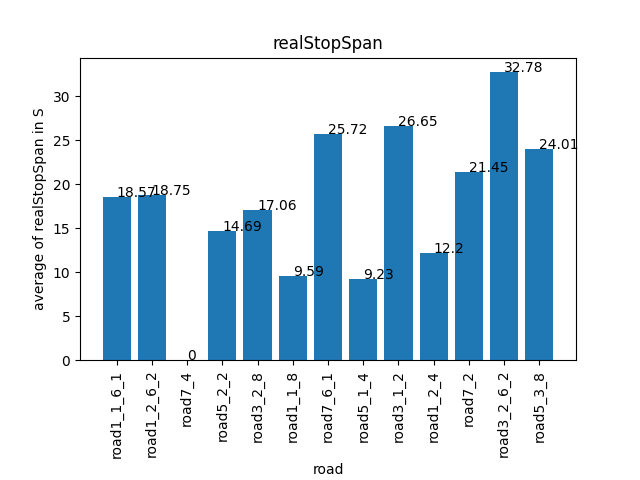 realStopSpan
average of realStopSpan in S
30
25
20
15
10
5
0
18.57
18.75
0
14.69
17.06
9.59
25.72
9.23
26.65
12.2
21.45
32.78
24.01
road1_1_6_1
road1_2_6_2
road7_4
road5_2_2
road3_2_8
road1_1_8
road7_6_1
road5_1_4
road3_1_2
road1_2_4
road7_2
road3_2_6_2
road5_3_8
road